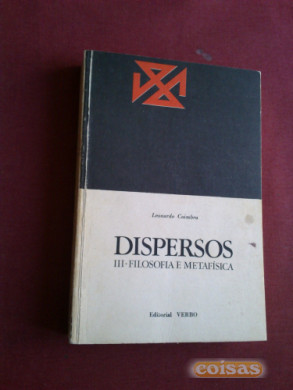 Leonardo Coimbra
DISPERSOS
III·FILOSOFIA E METAFÍSICA
Editorial VERBO
coisas